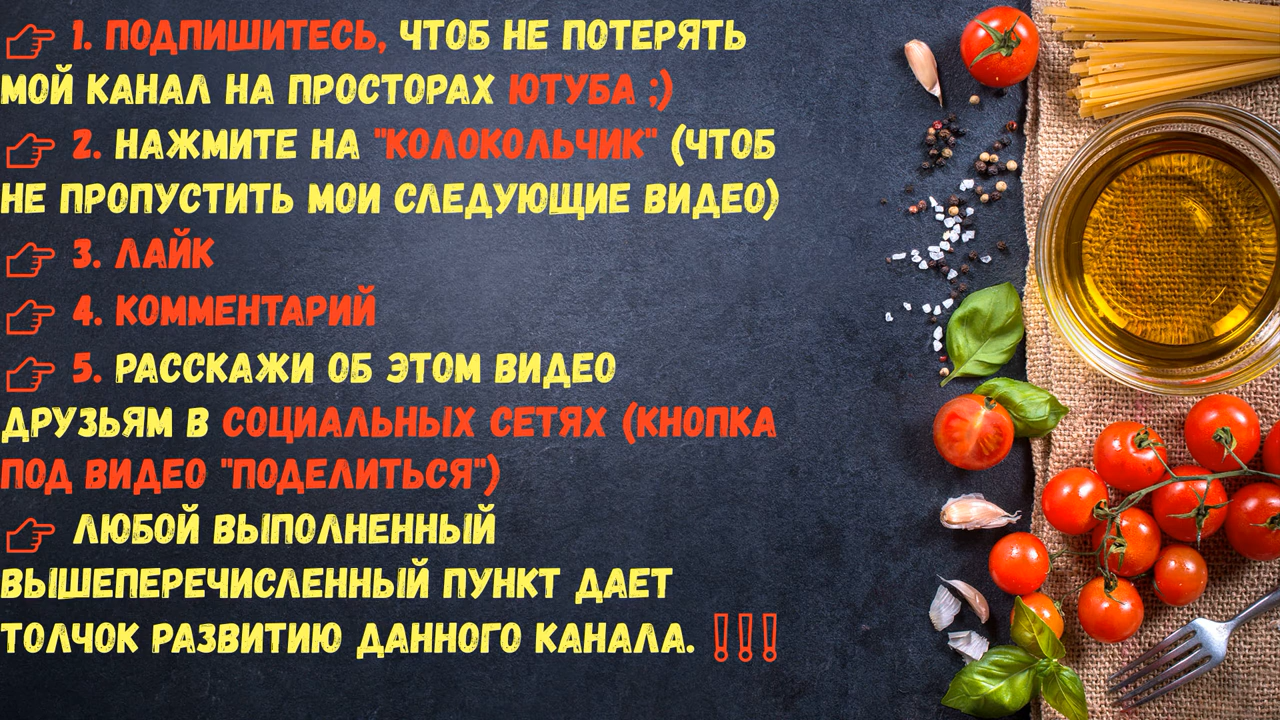 👉 1. ПОДПИШИТЕСЬ, ЧТОБ НЕ ПОТЕРЯТЬ
МОЙ КАНАЛ НА ПРОСТОРАХ ЮТУБА ;)
👉 2. НАЖМИТЕ НА "КОЛОКОЛЬЧИК" (ЧТОБ
НЕ ПРОПУСТИТЬ МОИ СЛЕДУЮЩИЕ ВИДЕО)
👉 3. ЛАЙК
👉 4. КОММЕНТАРИЙ
👉 5. РАССКАЖИ ОБ ЭТОМ ВИДЕО
ДРУЗЬЯМ В СОЦИАЛЬНЫХ СЕТЯХ (КНОПКА
ПОД ВИДЕО "ПОДЕЛИТЬСЯ")
👉 ЛЮБОЙ ВЫПОЛНЕННЫЙ
ВЫШЕПЕРЕЧИСЛЕННЫЙ ПУНКТ ДАЕТ
ТОЛЧОК РАЗВИТИЮ ДАННОГО КАНАЛА. ❗❗❗